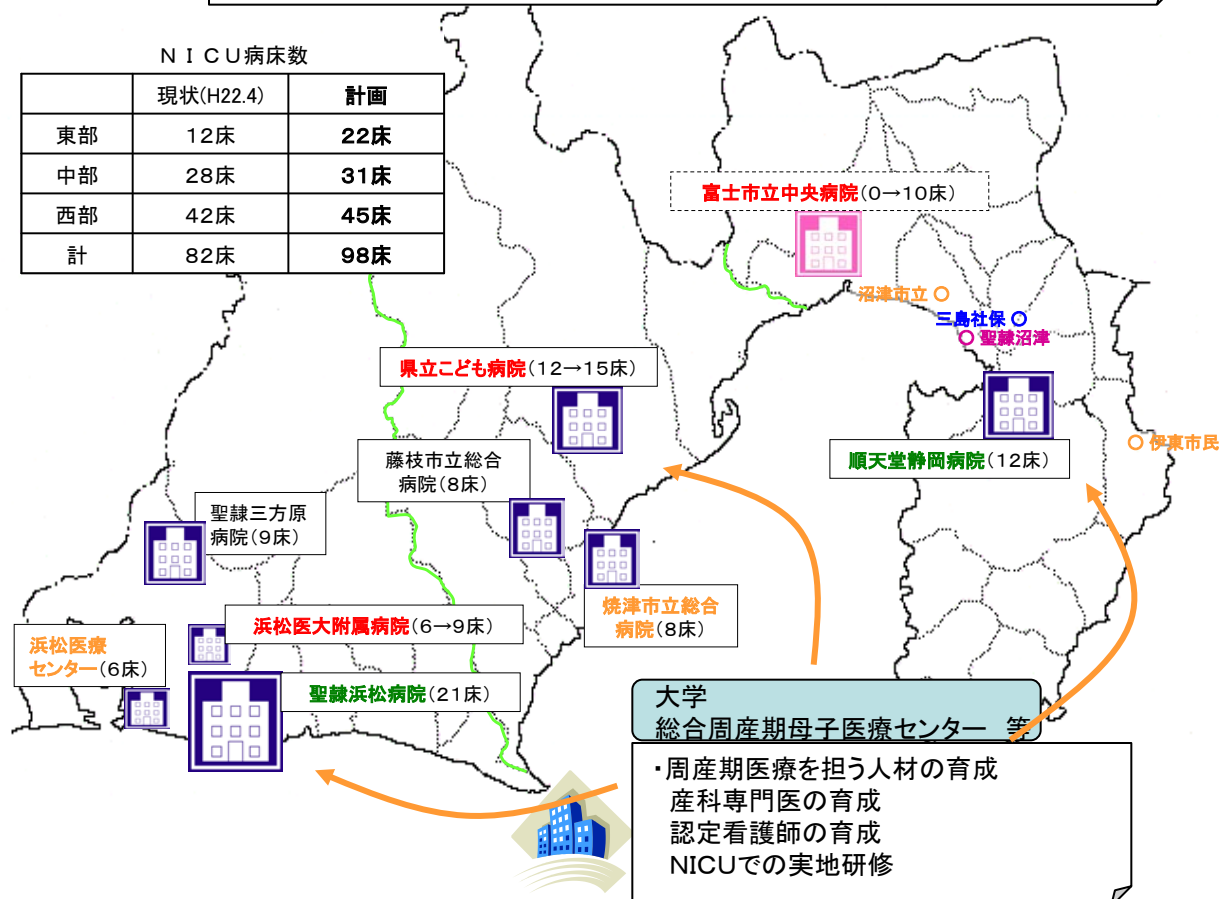 NICU病床数
現状(H22.4) 計画
東部 12床 22床
中部 28床 31床
西部 42床 45床
計 82床 98床
富士市立中央病院(0→10床)
沼津市立
三島社保
聖隷沼津
県立こども病院(12→15床)
伊東市民
順天堂静岡病院(12床)
藤枝市立総合
病院(8床)
聖隷三方原
病院(9床)
焼津市立総合
病院(8床)
浜松医大附属病院(6→9床)
浜松医療
センター(6床)
聖隷浜松病院(21床)
大学
総合周産期母子医療センター 等
・周産期医療を担う人材の育成
産科専門医の育成
認定看護師の育成
NICUでの実地研修